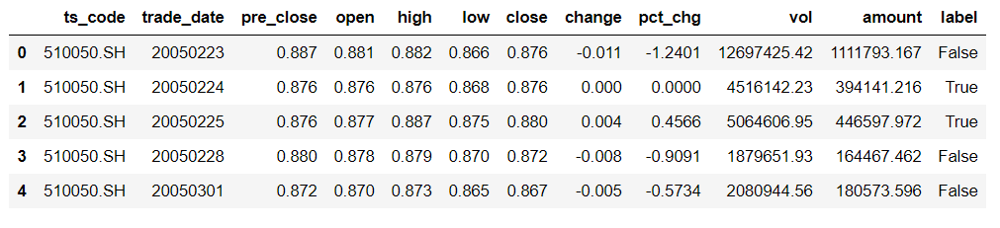 ts_code trade_date pre_close open high low close change pct_chg vol amount label
0 510050.SH 20050223 0.887 0.881 0.882 0.866 0.876 -0.011 -1.2401 12697425.42 1111793.167 False
1 510050.SH 20050224 0.876 0.876 0.876 0.868 0.876 0.000 0.0000 4516142.23 394141.216 True
2 510050.SH 20050225 0.876 0.877 0.887 0.875 0.880 0.004 0.4566 5064606.95 446597.972 True
3 510050.SH 20050228 0.880 0.878 0.879 0.870 0.872 -0.008 -0.9091 1879651.93 164467.462 False
4 510050.SH 20050301 0.872 0.870 0.873 0.865 0.867 -0.005 -0.5734 2080944.56 180573.596 False